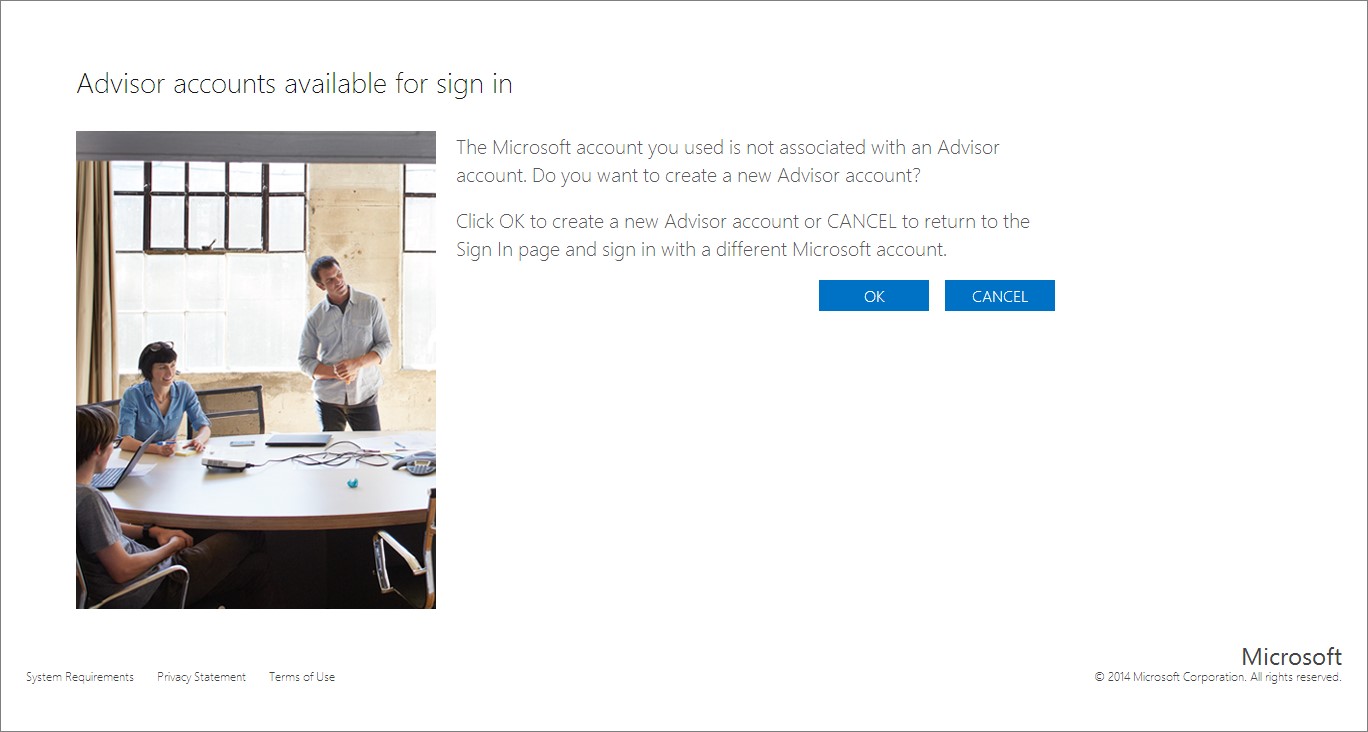 Advisor accounts available for sign in
The Microsoft account you used is not associated with an Advisor
account. Do you want to create a new Advisor account?
Click OK to create a new Advisor account or CANCEL to return to the
Sign In page and sign in with a different Microsoft account.
OK
CANCEL
Microsoft
System Requirements
Privacy Statement
Terms of Use
© 2014 Microsoft Corporation. All rights reserved.